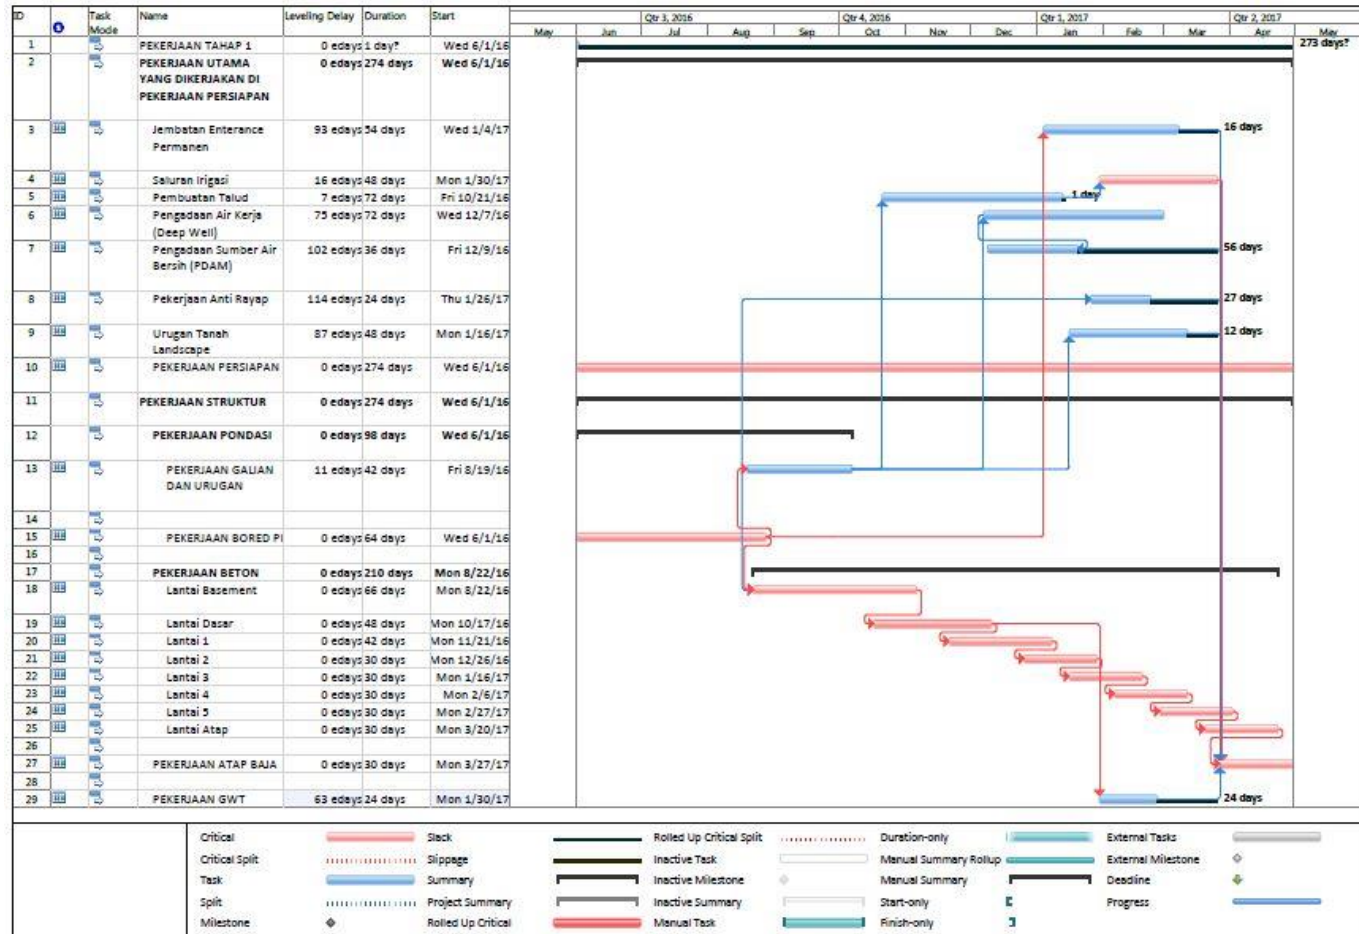 ID Task Mode Name Leveling Delay Duration Start
Qtr 3, 2016 Qtr 4, 2016 Qtr 1, 2017 Qtr 2, 2017
May Jun Jul Aug Sep Oct Nov Dec Jan Feb Mar Apr May
1 PEKERJAAN TAHAP 1 0 edays 1 day? Wed 6/1/16 273 days?
2 PEKERJAAN UTAMA 0 edays 274 days Wed 6/1/16
YANG DIKERJAKAN DI
PEKERJAAN PERSIAPAN
3 Jembatan Enterance 93 edays 54 days Wed 1/4/17 16 days
Permanen
4 Saluran Irigasi 16 edays 48 days Mon 1/30/17
5 Pembuatan Talud 7 edays 72 days Fri 10/21/16 1 day
6 Pengadaan Air Kerja 75 edays 72 days Wed 12/7/16
(Deep Well)
7 Pengadaan Sumber Air 102 edays 36 days Fri 12/9/16 56 days
Bersih (PDAM)
8 Pekerjaan Anti Rayap 114 edays 24 days Thu 1/26/17 27 days
9 Urugan Tanah 87 edays 48 days Mon 1/16/17 12 days
Landscape
10 PEKERJAAN PERSIAPAN 0 edays 274 days Wed 6/1/16
11 PEKERJAAN STRUKTUR 0 edays 274 days Wed 6/1/16
12 PEKERJAAN PONDASI 0 edays 98 days Wed 6/1/16
13 PEKERJAAN GALIAN 11 edays 42 days Fri 8/19/16
DAN URUGAN
14
15 PEKERJAAN BORED PI 0 edays 64 days Wed 6/1/16
16
17 PEKERJAAN BETON 0 edays 210 days Mon 8/22/16
18 Lantai Basement 0 edays 66 days Mon 8/22/16
19 Lantai Dasar 0 edays 48 days Mon 10/17/16
20 Lantai 1 0 edays 42 days Mon 11/21/16
21 Lantai 2 0 edays 30 days Mon 12/26/16
22 Lantai 3 0 edays 30 days Mon 1/16/17
23 Lantai 4 0 edays 30 days Mon 2/6/17
24 Lantai 5 0 edays 30 days Mon 2/27/17
25 Lantai Atap 0 edays 30 days Mon 3/20/17
26
27 PEKERJAAN ATAP BAJA 0 edays 30 days Mon 3/27/17
28
29 PEKERJAAN GWT 63 edays 24 days Mon 1/30/17 24 days
Critical Slack Rolled Up Critical Split Duration-only External Tasks
Critical Split Slippage Inactive Task Manual Summary Rollup External Milestone
Task Summary Inactive Milestone Manual Summary Deadline
Split Project Summary Inactive Summary Start-only Progress
Milestone Rolled Up Critical Manual Task Finish-only